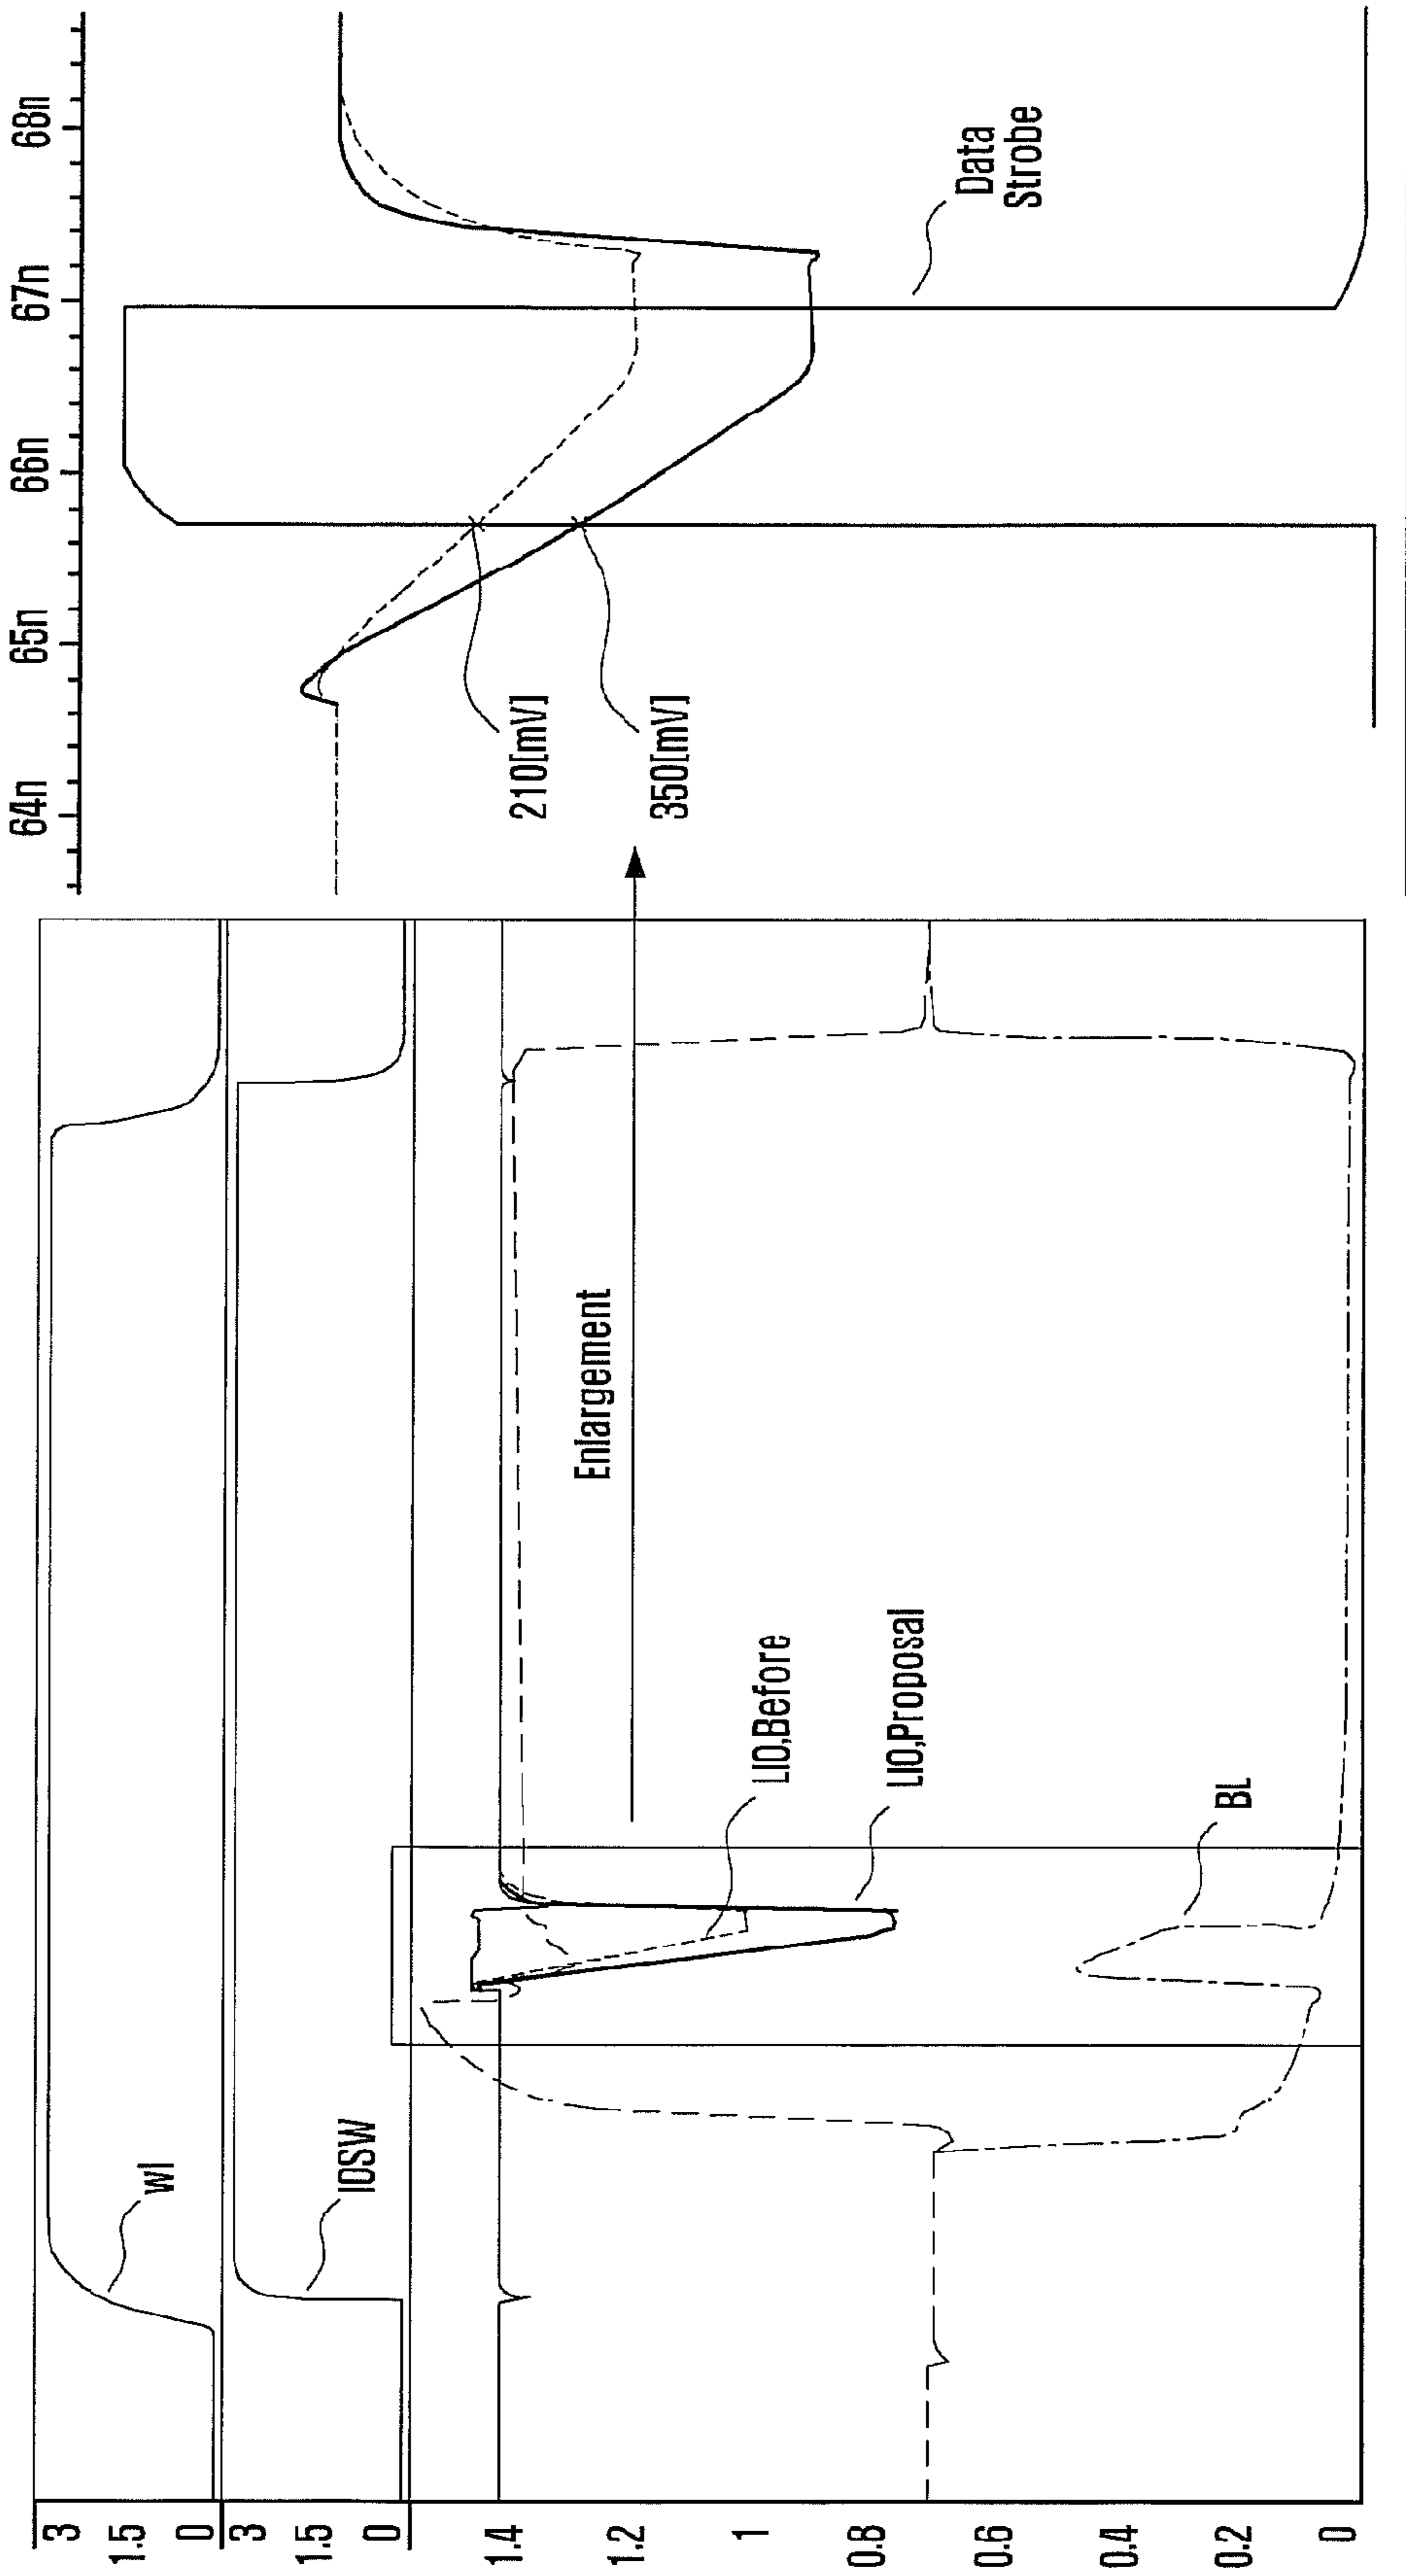 3
1.5
0
wl
3
1.5
0
IOSW
1.4
1.2
1
0.8
0.6
0.4
0.2
0
Enlargement
LIO,Before
LIO,Proposal
BL
64n 65n 66n 67n 68n
210[mV]
350[mV]
Data
Strobe